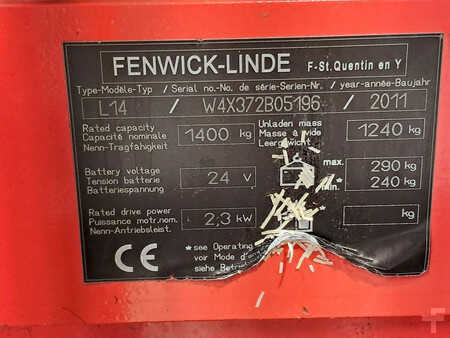 FENWICK-LINDE F-St.Quentin en Y
Type-Modèle-Typ / Serial no.-No. de série-Serien-Nr. / year-année-Baujahr
L14 / W4X372B05196 / 2011
Rated capacity
Capacité nominale
Nenn-Tragfähigkeit
1400 kg
Unladen mass
Masse à vide
Leergewicht
1240 kg
Battery voltage
Tension batterie
Batteriespannung
24 V
max. 290 kg
min. 240 kg
Rated drive power
Puissance motr.nom.
Nenn-Antriebsleist.
2,3 kW
kg
CE
* see Operating
voir Mode d'
siehe Betrieb